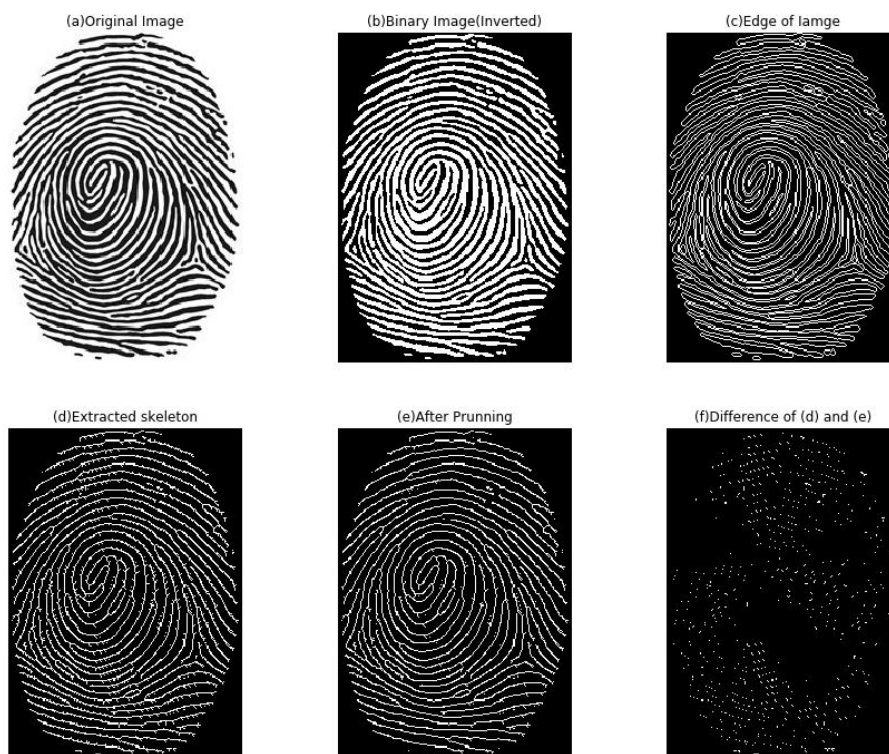 (a)Original Image
(b)Binary Image(Inverted)
(c)Edge of Iamge
(d)Extracted skeleton
(e)After Prunning
(f)Difference of (d) and (e)